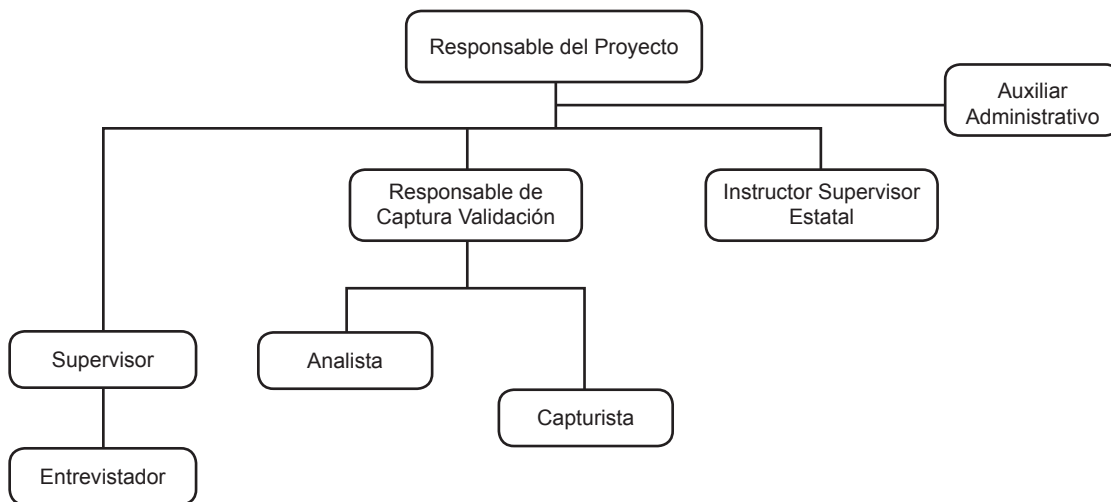 Responsable del Proyecto
Auxiliar
Administrativo
Responsable de
Captura Validación
Instructor Supervisor
Estatal
Supervisor
Analista
Capturista
Entrevistador